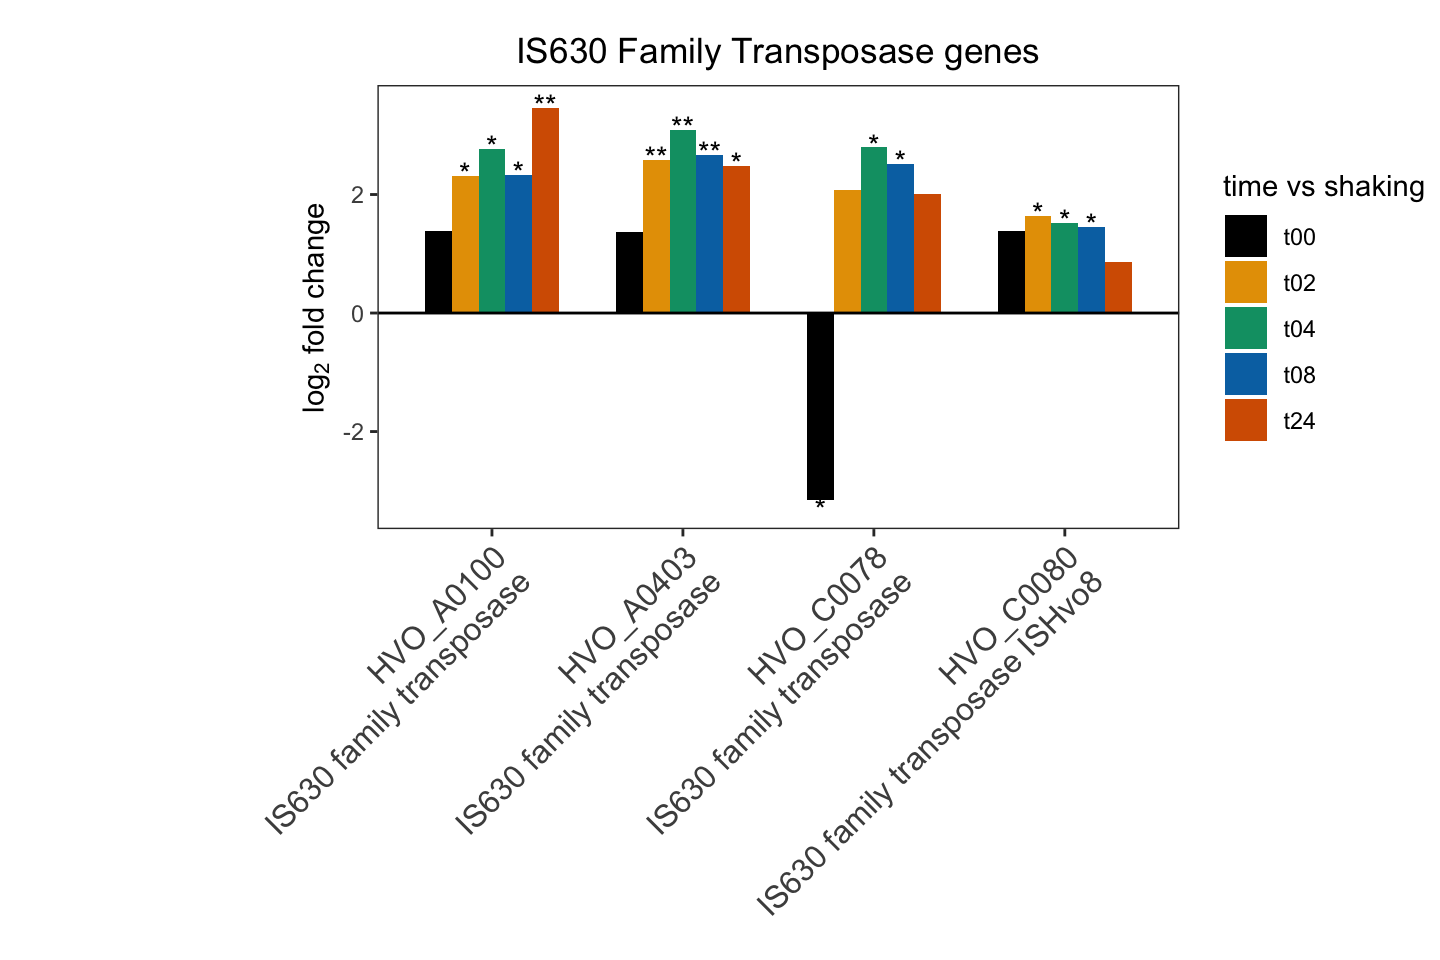 IS630 Family Transposase genes
** 
* * *
** ** ** *
* *
*
* * *
log₂ fold change
2
0
-2
HVO_A0100
IS630 family transposase
HVO_A0403
IS630 family transposase
HVO_C0078
IS630 family transposase
HVO_C0080
IS630 family transposase ISHvo8
time vs shaking
t00
t02
t04
t08
t24